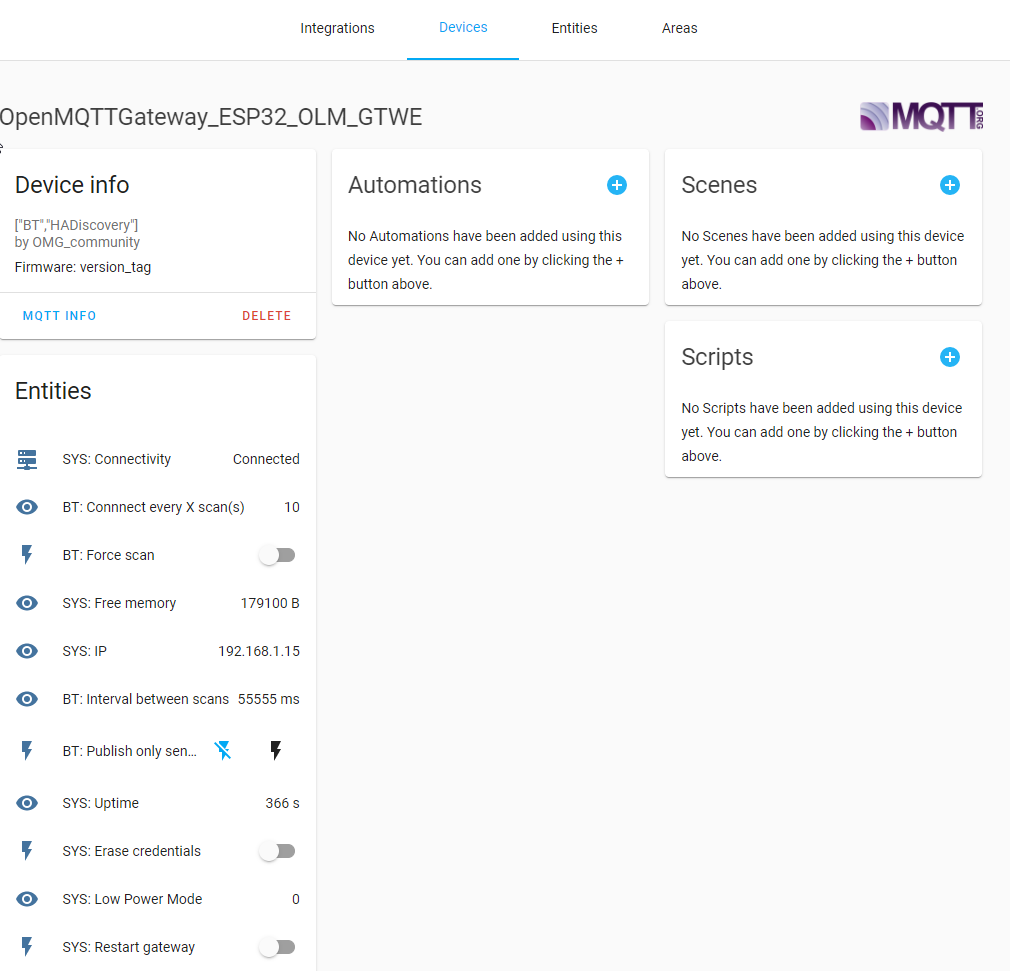 Integrations
Devices
Entities
Areas
OpenMQTTGateway_ESP32_OLM_GTWE
MQTT.ORG
Device info
["BT","HADiscovery"]
by OMG_community
Firmware: version_tag
MQTT INFO
DELETE
Automations
No Automations have been added using this
device yet. You can add one by clicking the +
button above.
Scenes
No Scenes have been added using this device
yet. You can add one by clicking the + button
above.
Scripts
No Scripts have been added using this device
yet. You can add one by clicking the + button
above.
Entities
SYS: Connectivity Connected
BT: Connnect every X scan(s) 10
BT: Force scan
SYS: Free memory 179100 B
SYS: IP 192.168.1.15
BT: Interval between scans 55555 ms
BT: Publish only sen...
SYS: Uptime 366 s
SYS: Erase credentials
SYS: Low Power Mode 0
SYS: Restart gateway